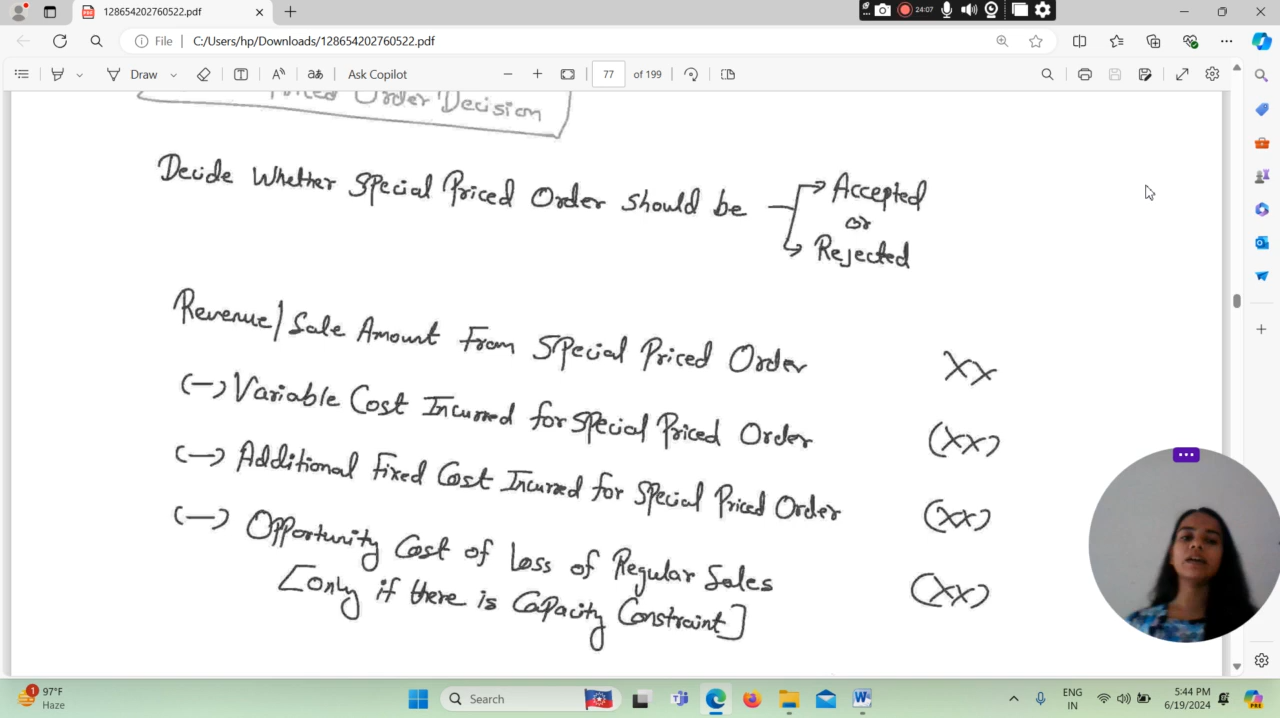 128654202760522.pdf
24:07
File
C:/Users/hp/Downloads/128654202760522.pdf
Draw
Ask Copilot
77
of 199
Priced Order Decision
Decide Whether Special Priced Order should be
Accepted
or
Rejected
Revenue/Sale Amount From Special Priced Order XX
(-) Variable Cost Incurred for Special Priced Order (XX)
(-) Additional Fixed Cost Incurred for Special Priced Order (XX)
(-) Opportunity Cost of Loss of Regular Sales
[only if there is Capacity Constraint] (XX)
1
97°F
Haze
Search
ENG
IN
5:44 PM
6/19/2024